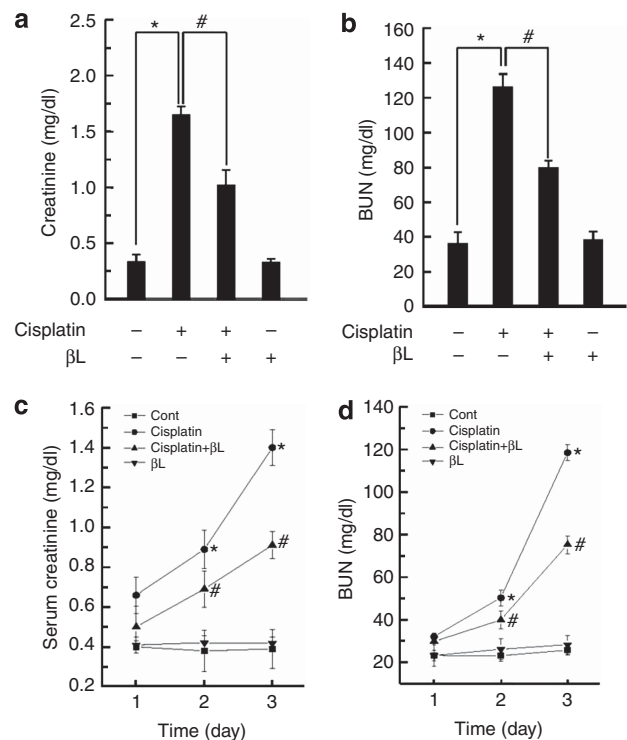 a
2.5
2.0
1.5
1.0
0.5
0.0
Creatinine (mg/dl)
* #
Cisplatin − + + −
βL − − + +
b
160
140
120
100
80
60
40
20
0
BUN (mg/dl)
* #
Cisplatin − + + −
βL − − + +
c
1.6
1.4
1.2
1.0
0.8
0.6
0.4
0.2
Serum creatinine (mg/dl)
Cont
Cisplatin
Cisplatin+βL
βL
*
#
*
#
1 2 3
Time (day)
d
140
120
100
80
60
40
20
BUN (mg/dl)
Cont
Cisplatin
Cisplatin+βL
βL
*
#
*
#
1 2 3
Time (day)